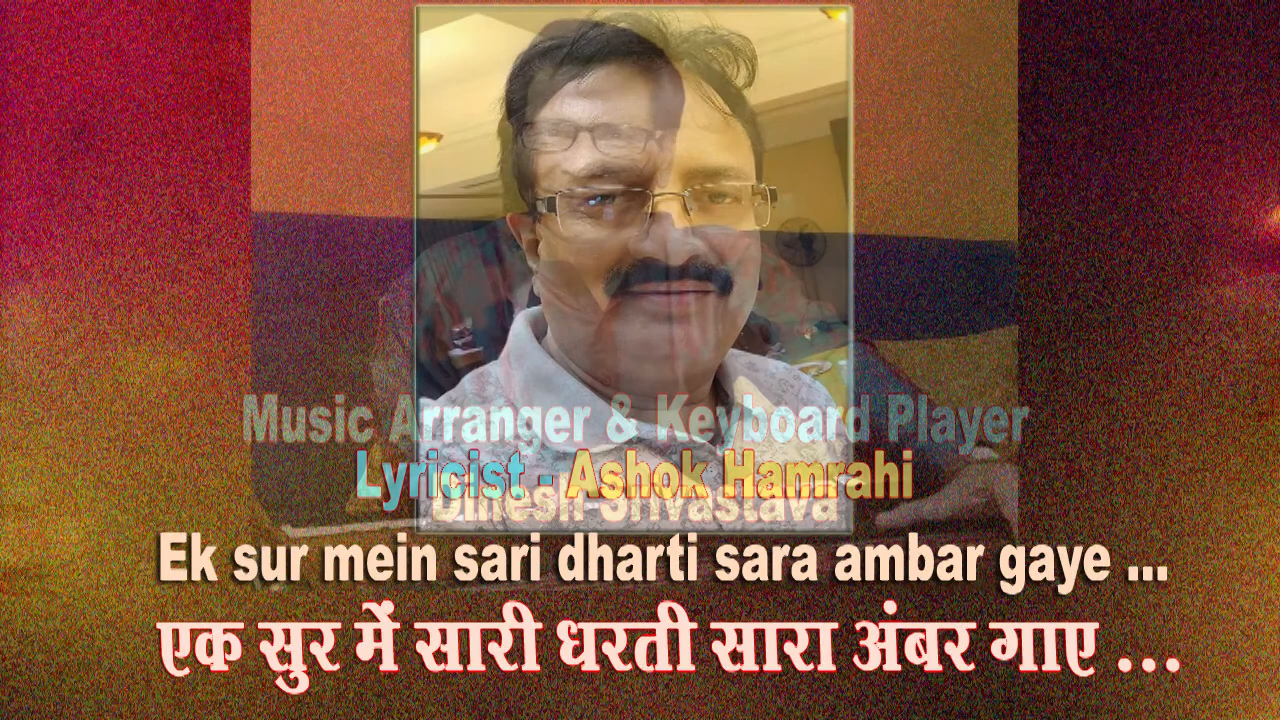 Music Arranger & Keyboard Player
Lyricist - Ashok Hamrahi
Dinesh Srivastava
Ek sur mein sari dharti sara ambar gaye ...
एक सुर में सारी धरती सारा अंबर गाए ...